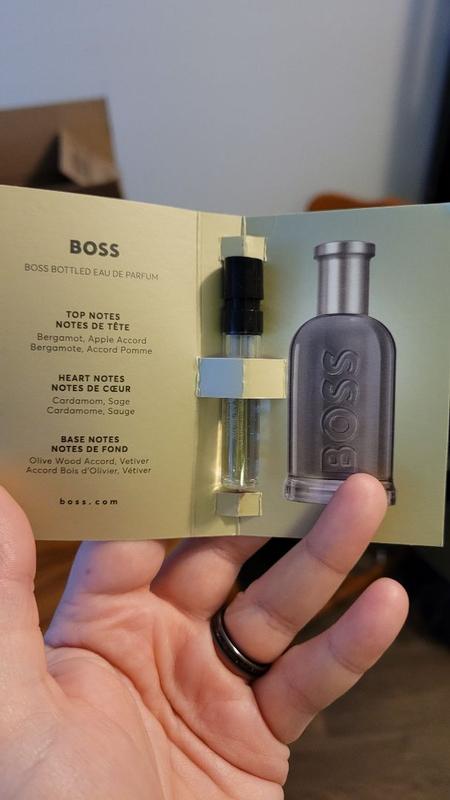 BOSS
BOSS BOTTLED EAU DE PARFUM
TOP NOTES
NOTES DE TÊTE
Bergamot, Apple Accord
Bergamote, Accord Pomme
HEART NOTES
NOTES DE CŒUR
Cardamom, Sage
Cardamome, Sauge
BASE NOTES
NOTES DE FOND
Olive Wood Accord, Vetiver
Accord Bois d'Olivier, Vétiver
boss.com
BOSS